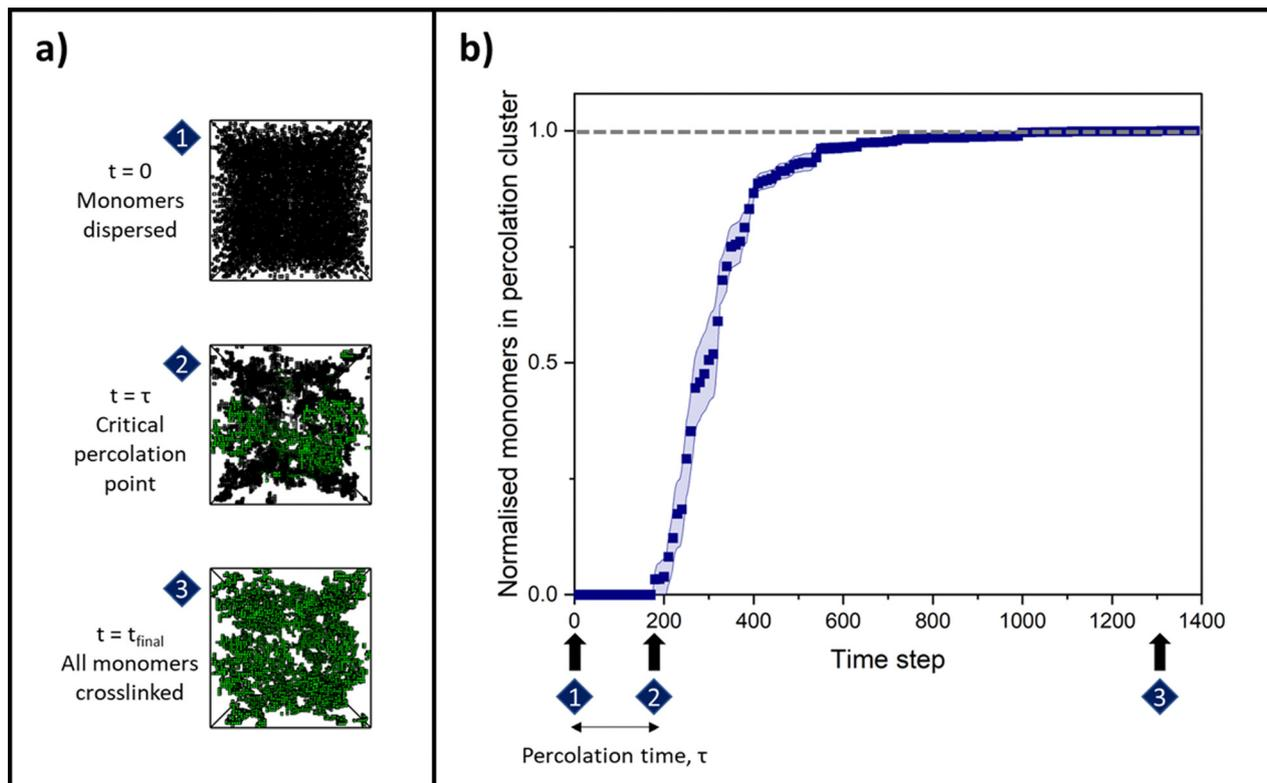 a)
1
t = 0
Monomers
dispersed
2
t = τ
Critical
percolation
point
3
t = tfinal
All monomers
crosslinked
b)
Normalised monomers in percolation cluster
1.0
0.5
0.0
0 200 400 600 800 1000 1200 1400
Time step
1 2 3
Percolation time, τ